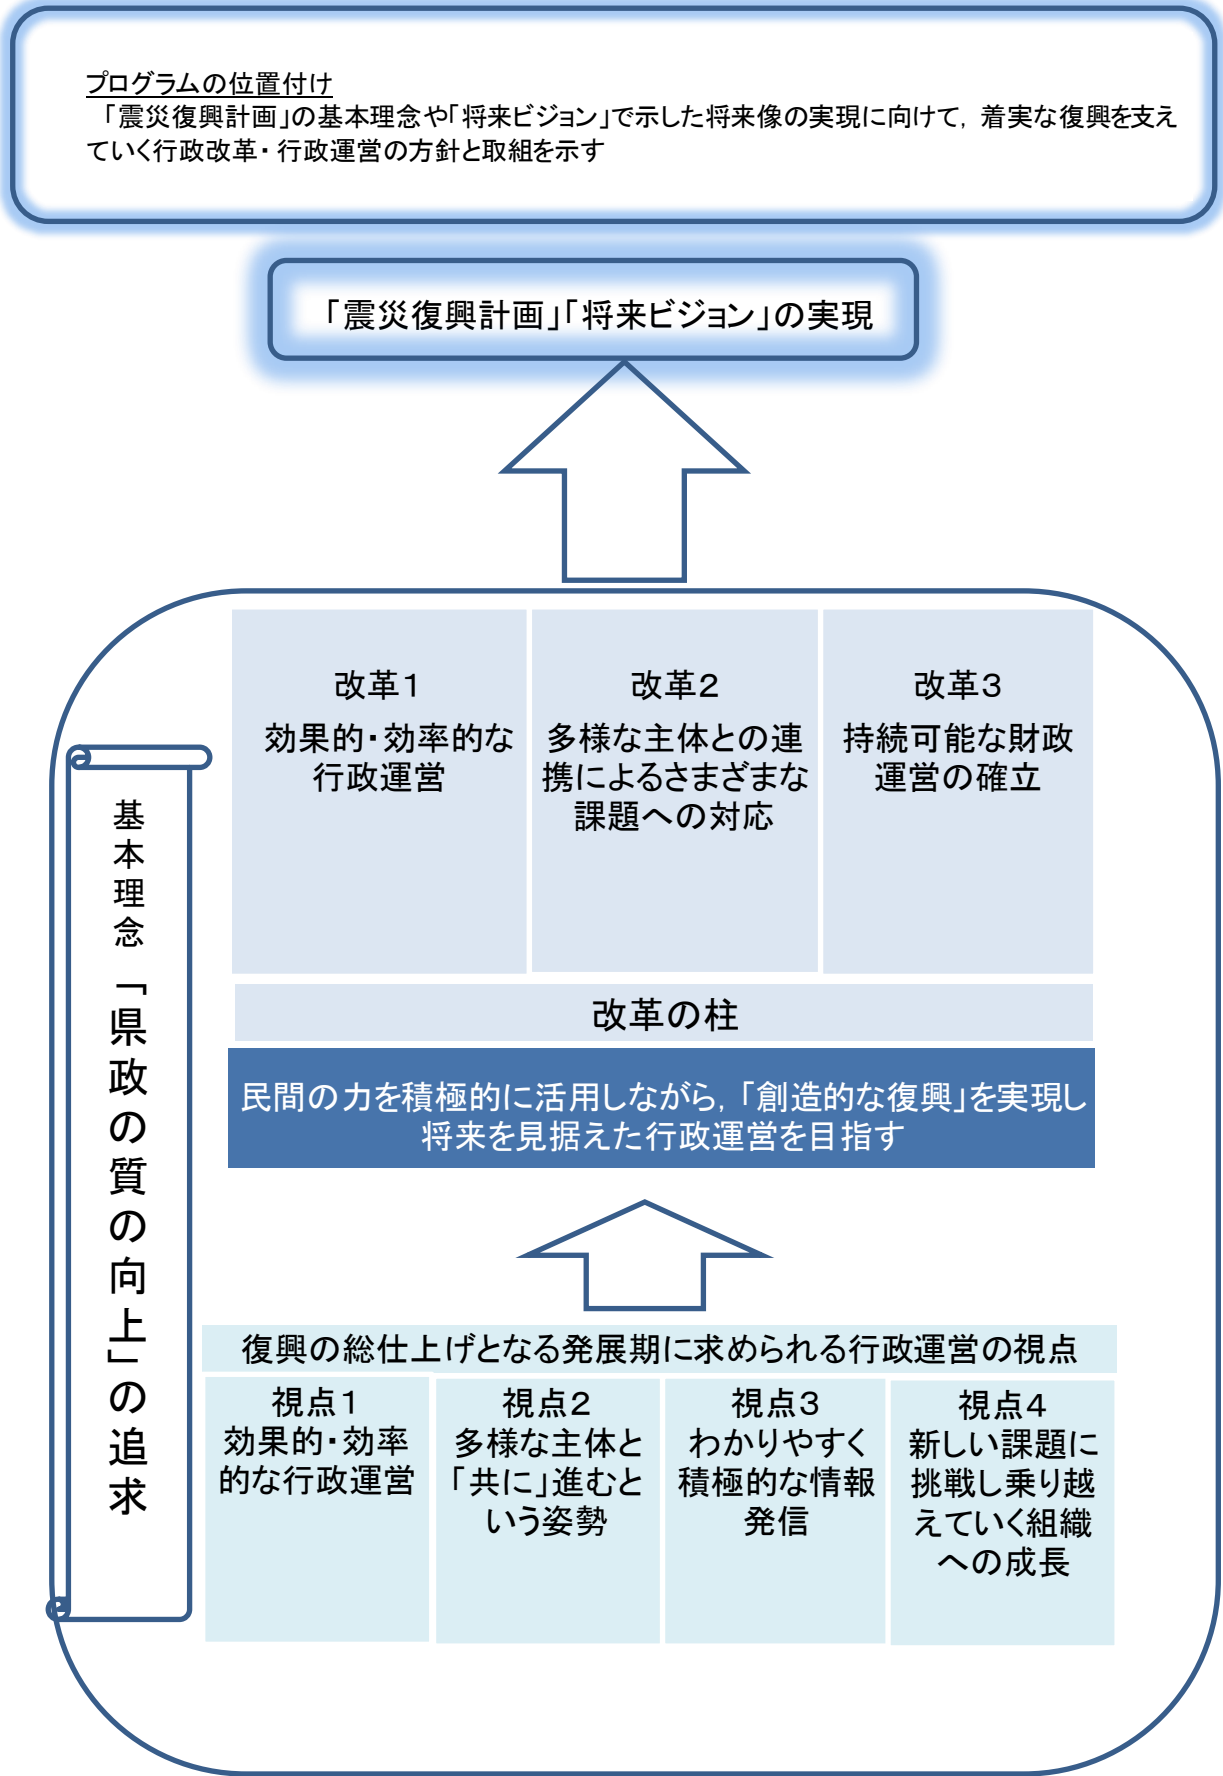 プログラムの位置付け
「震災復興計画」の基本理念や「将来ビジョン」で示した将来像の実現に向けて，着実な復興を支え
ていく行政改革・行政運営の方針と取組を示す
「震災復興計画」「将来ビジョン」の実現
改革１
効果的・効率的な
行政運営
改革２
多様な主体との連
携によるさまざまな
課題への対応
改革３
持続可能な財政
運営の確立
改革の柱
民間の力を積極的に活用しながら，「創造的な復興」を実現し
将来を見据えた行政運営を目指す
基本理念「県政の質の向上」の追求
復興の総仕上げとなる発展期に求められる行政運営の視点
視点１
効果的・効率
的な行政運営
視点２
多様な主体と
「共に」進むと
いう姿勢
視点３
わかりやすく
積極的な情報
発信
視点４
新しい課題に
挑戦し乗り越
えていく組織
への成長